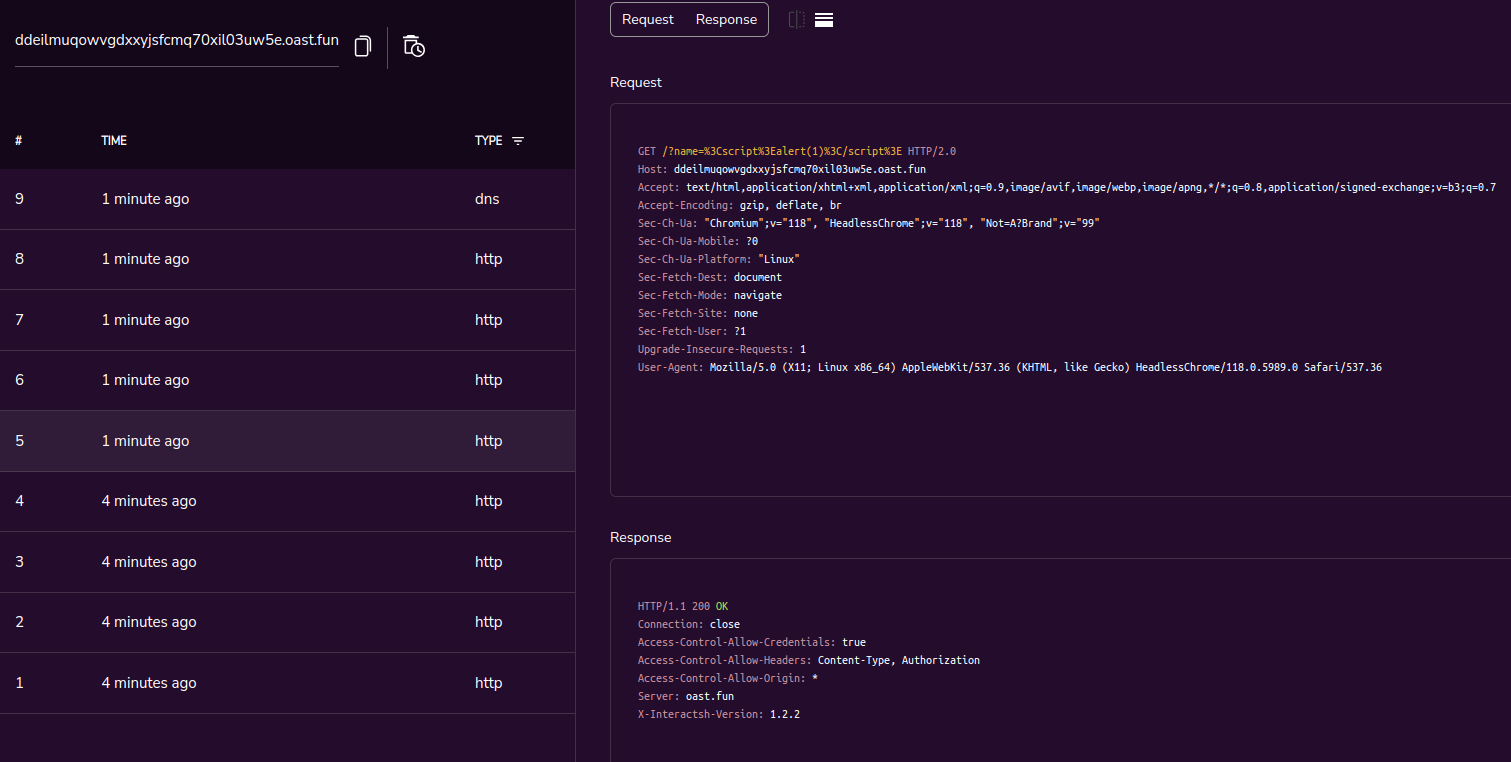 ddeilmuqowvgdxxyjsfcmq70xil03uw5e.oast.fun
# TIME TYPE
9 1 minute ago dns
8 1 minute ago http
7 1 minute ago http
6 1 minute ago http
5 1 minute ago http
4 4 minutes ago http
3 4 minutes ago http
2 4 minutes ago http
1 4 minutes ago http
Request Response
Request
GET /?name=%3Cscript%3Ealert(1)%3C/script%3E HTTP/2.0
Host: ddeilmuqowvgdxxyjsfcmq70xil03uw5e.oast.fun
Accept: text/html,application/xhtml+xml,application/xml;q=0.9,image/avif,image/webp,image/apng,*/*;q=0.8,application/signed-exchange;v=b3;q=0.7
Accept-Encoding: gzip, deflate, br
Sec-Ch-Ua: "Chromium";v="118", "HeadlessChrome";v="118", "Not=A?Brand";v="99"
Sec-Ch-Ua-Mobile: ?0
Sec-Ch-Ua-Platform: "Linux"
Sec-Fetch-Dest: document
Sec-Fetch-Mode: navigate
Sec-Fetch-Site: none
Sec-Fetch-User: ?1
Upgrade-Insecure-Requests: 1
User-Agent: Mozilla/5.0 (X11; Linux x86_64) AppleWebKit/537.36 (KHTML, like Gecko) HeadlessChrome/118.0.5989.0 Safari/537.36
Response
HTTP/1.1 200 OK
Connection: close
Access-Control-Allow-Credentials: true
Access-Control-Allow-Headers: Content-Type, Authorization
Access-Control-Allow-Origin: *
Server: oast.fun
X-Interactsh-Version: 1.2.2